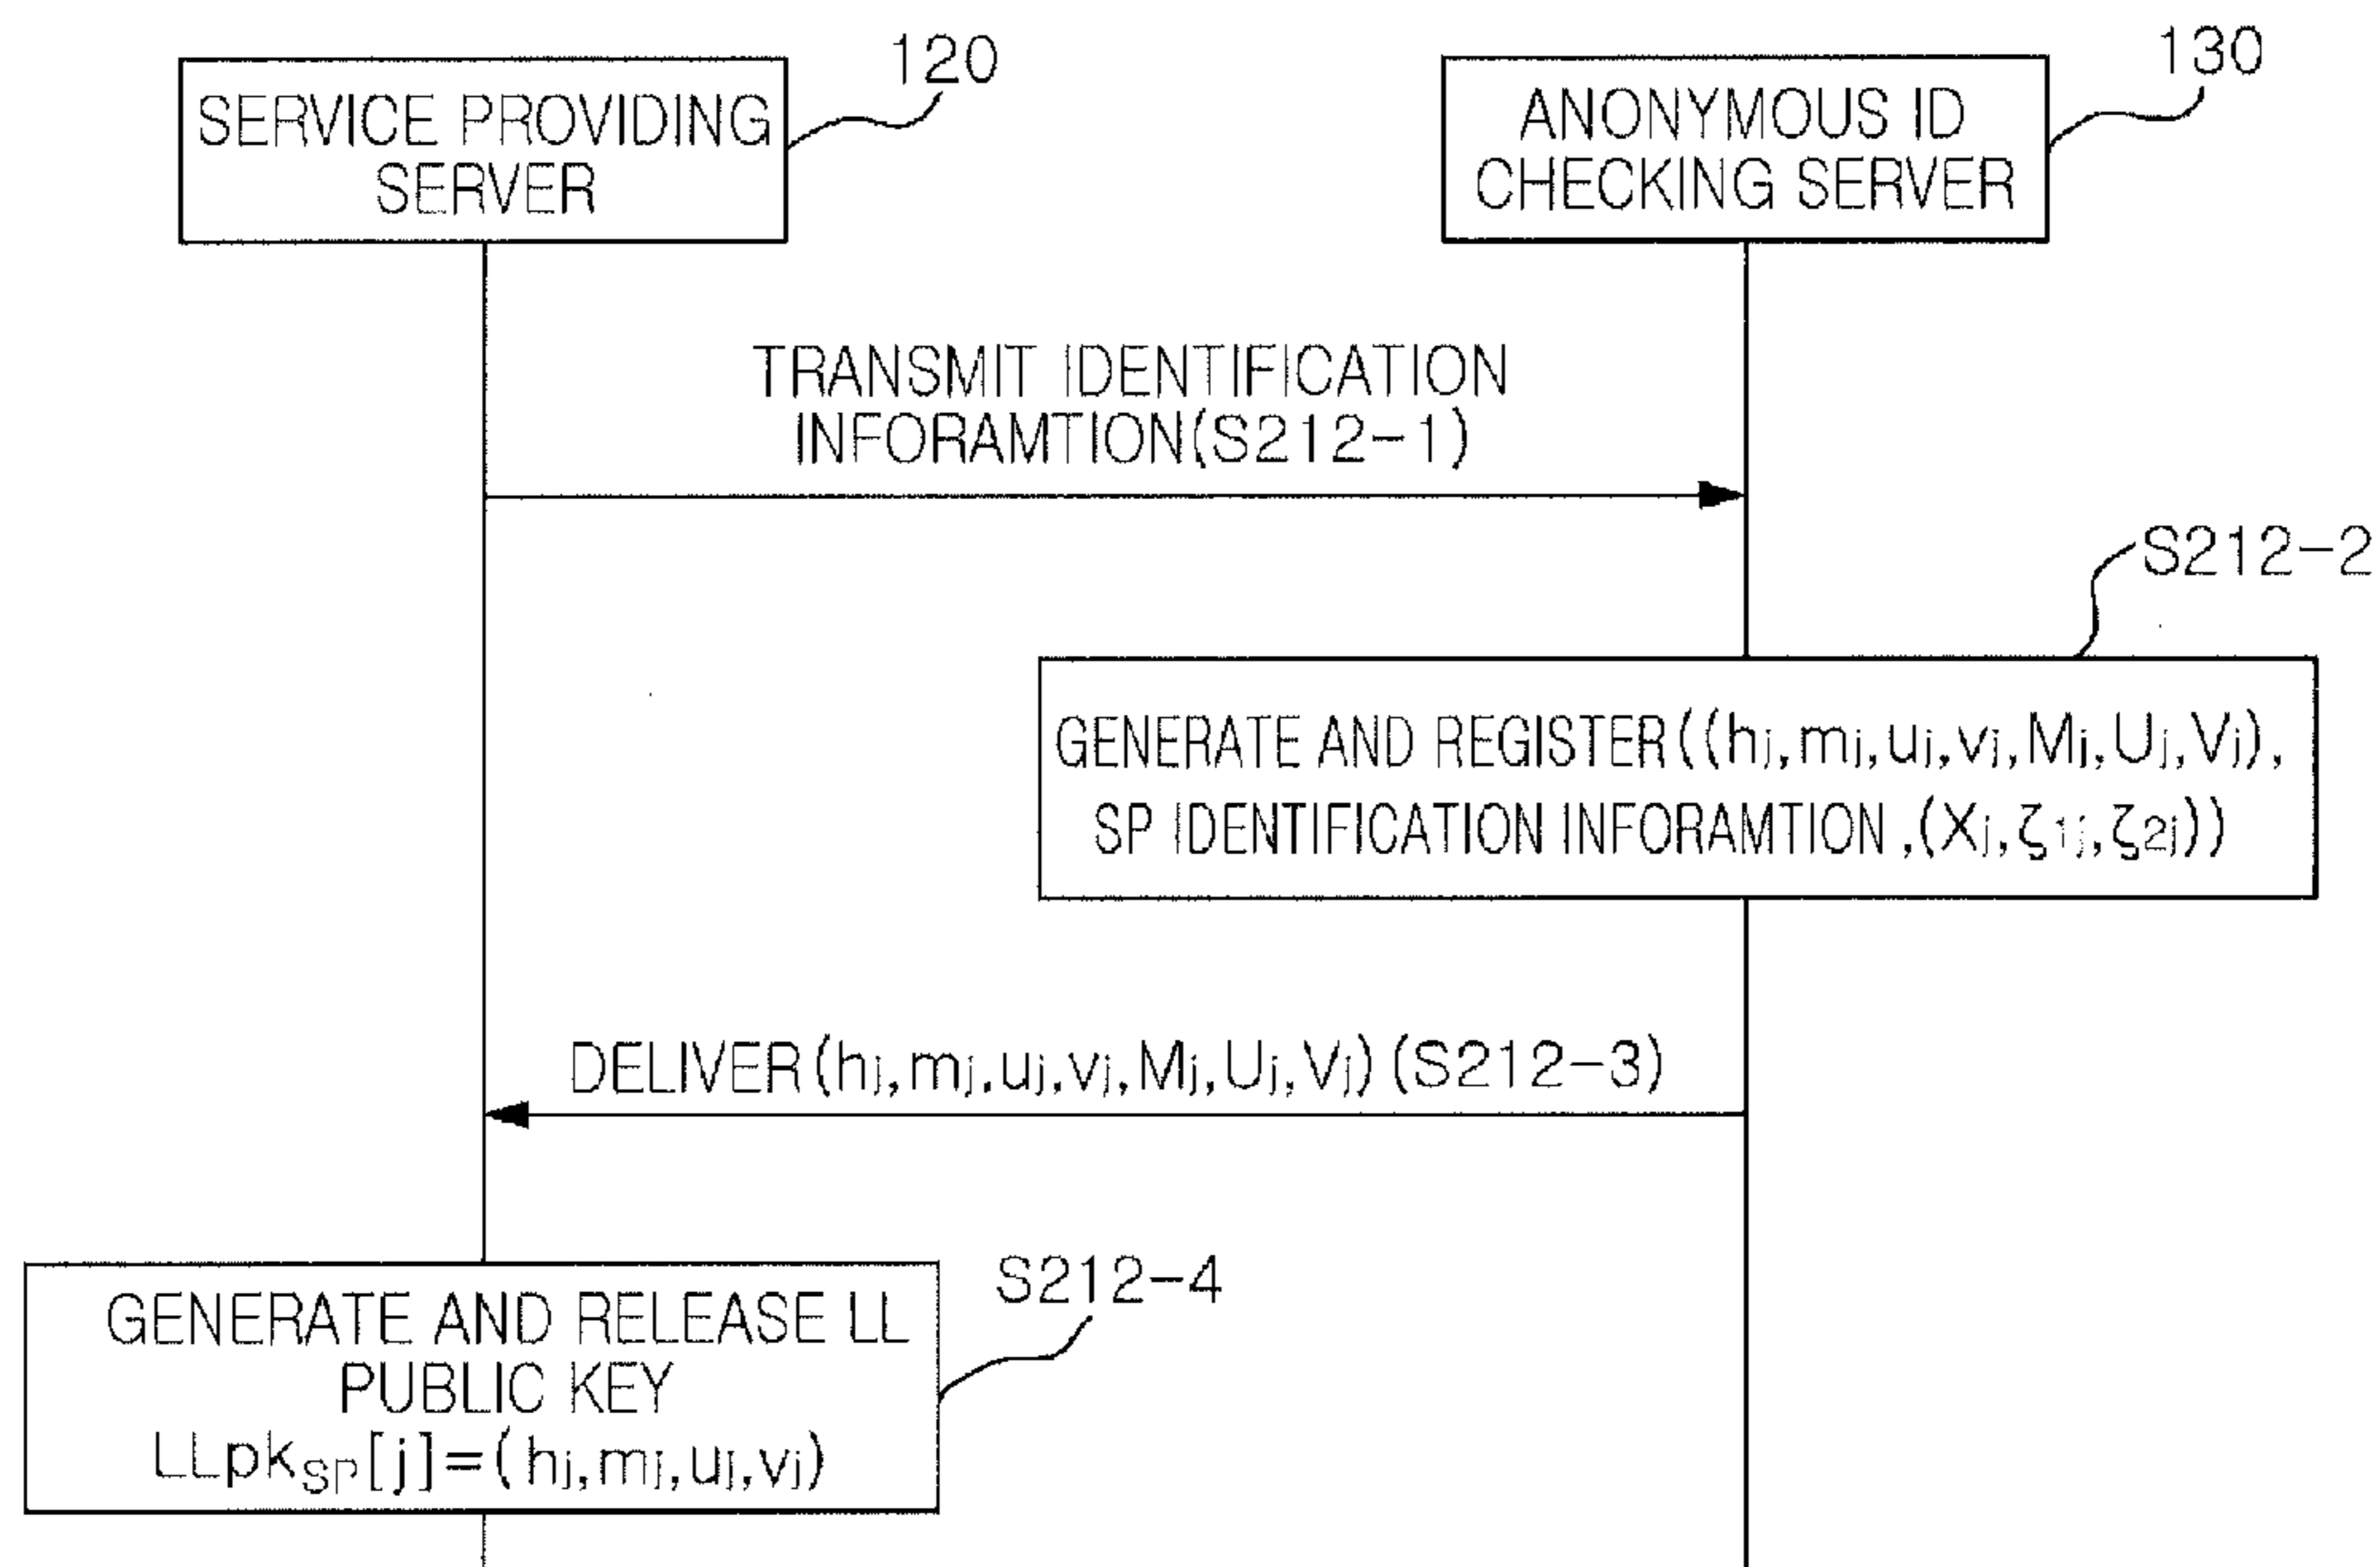 120
130
SERVICE PROVIDING
SERVER
ANONYMOUS ID
CHECKING SERVER
TRANSMIT IDENTIFICATION
INFORAMTION(S212-1)
S212-2
GENERATE AND REGISTER((hj,mj,uj,vj,Mj,Uj,Vj),
SP IDENTIFICATION INFORAMTION ,(Xj,ζ1j,ζ2j))
DELIVER(hj,mj,uj,vj,Mj,Uj,Vj)(S212-3)
S212-4
GENERATE AND RELEASE LL
PUBLIC KEY
LLpkSP[j]=(hj,mj,uj,vj)